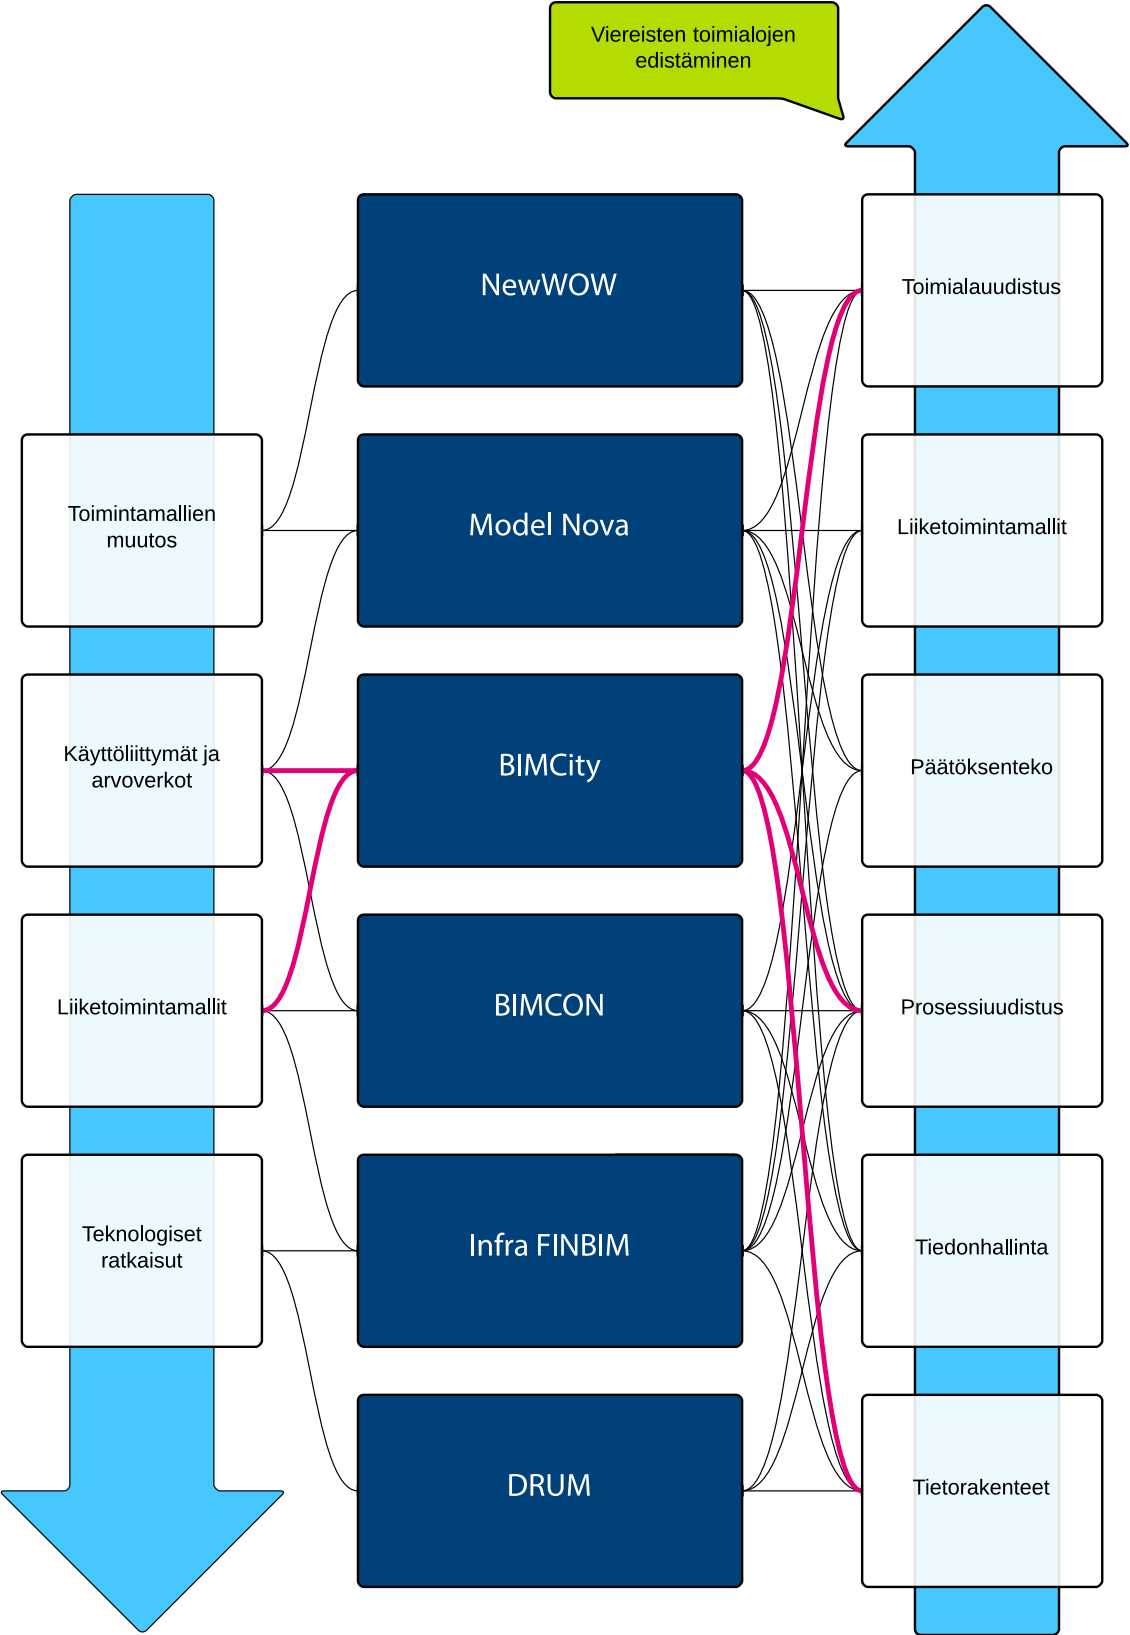 Viereisten toimialojen
edistäminen
Toimintamallien
muutos
Käyttöliittymät ja
arvoverkot
Liiketoimintamallit
Teknologiset
ratkaisut
NewWOW
Model Nova
BIMCity
BIMCON
Infra FINBIM
DRUM
Toimialauudistus
Liiketoimintamallit
Päätöksenteko
Prosessiuudistus
Tiedonhallinta
Tietorakenteet